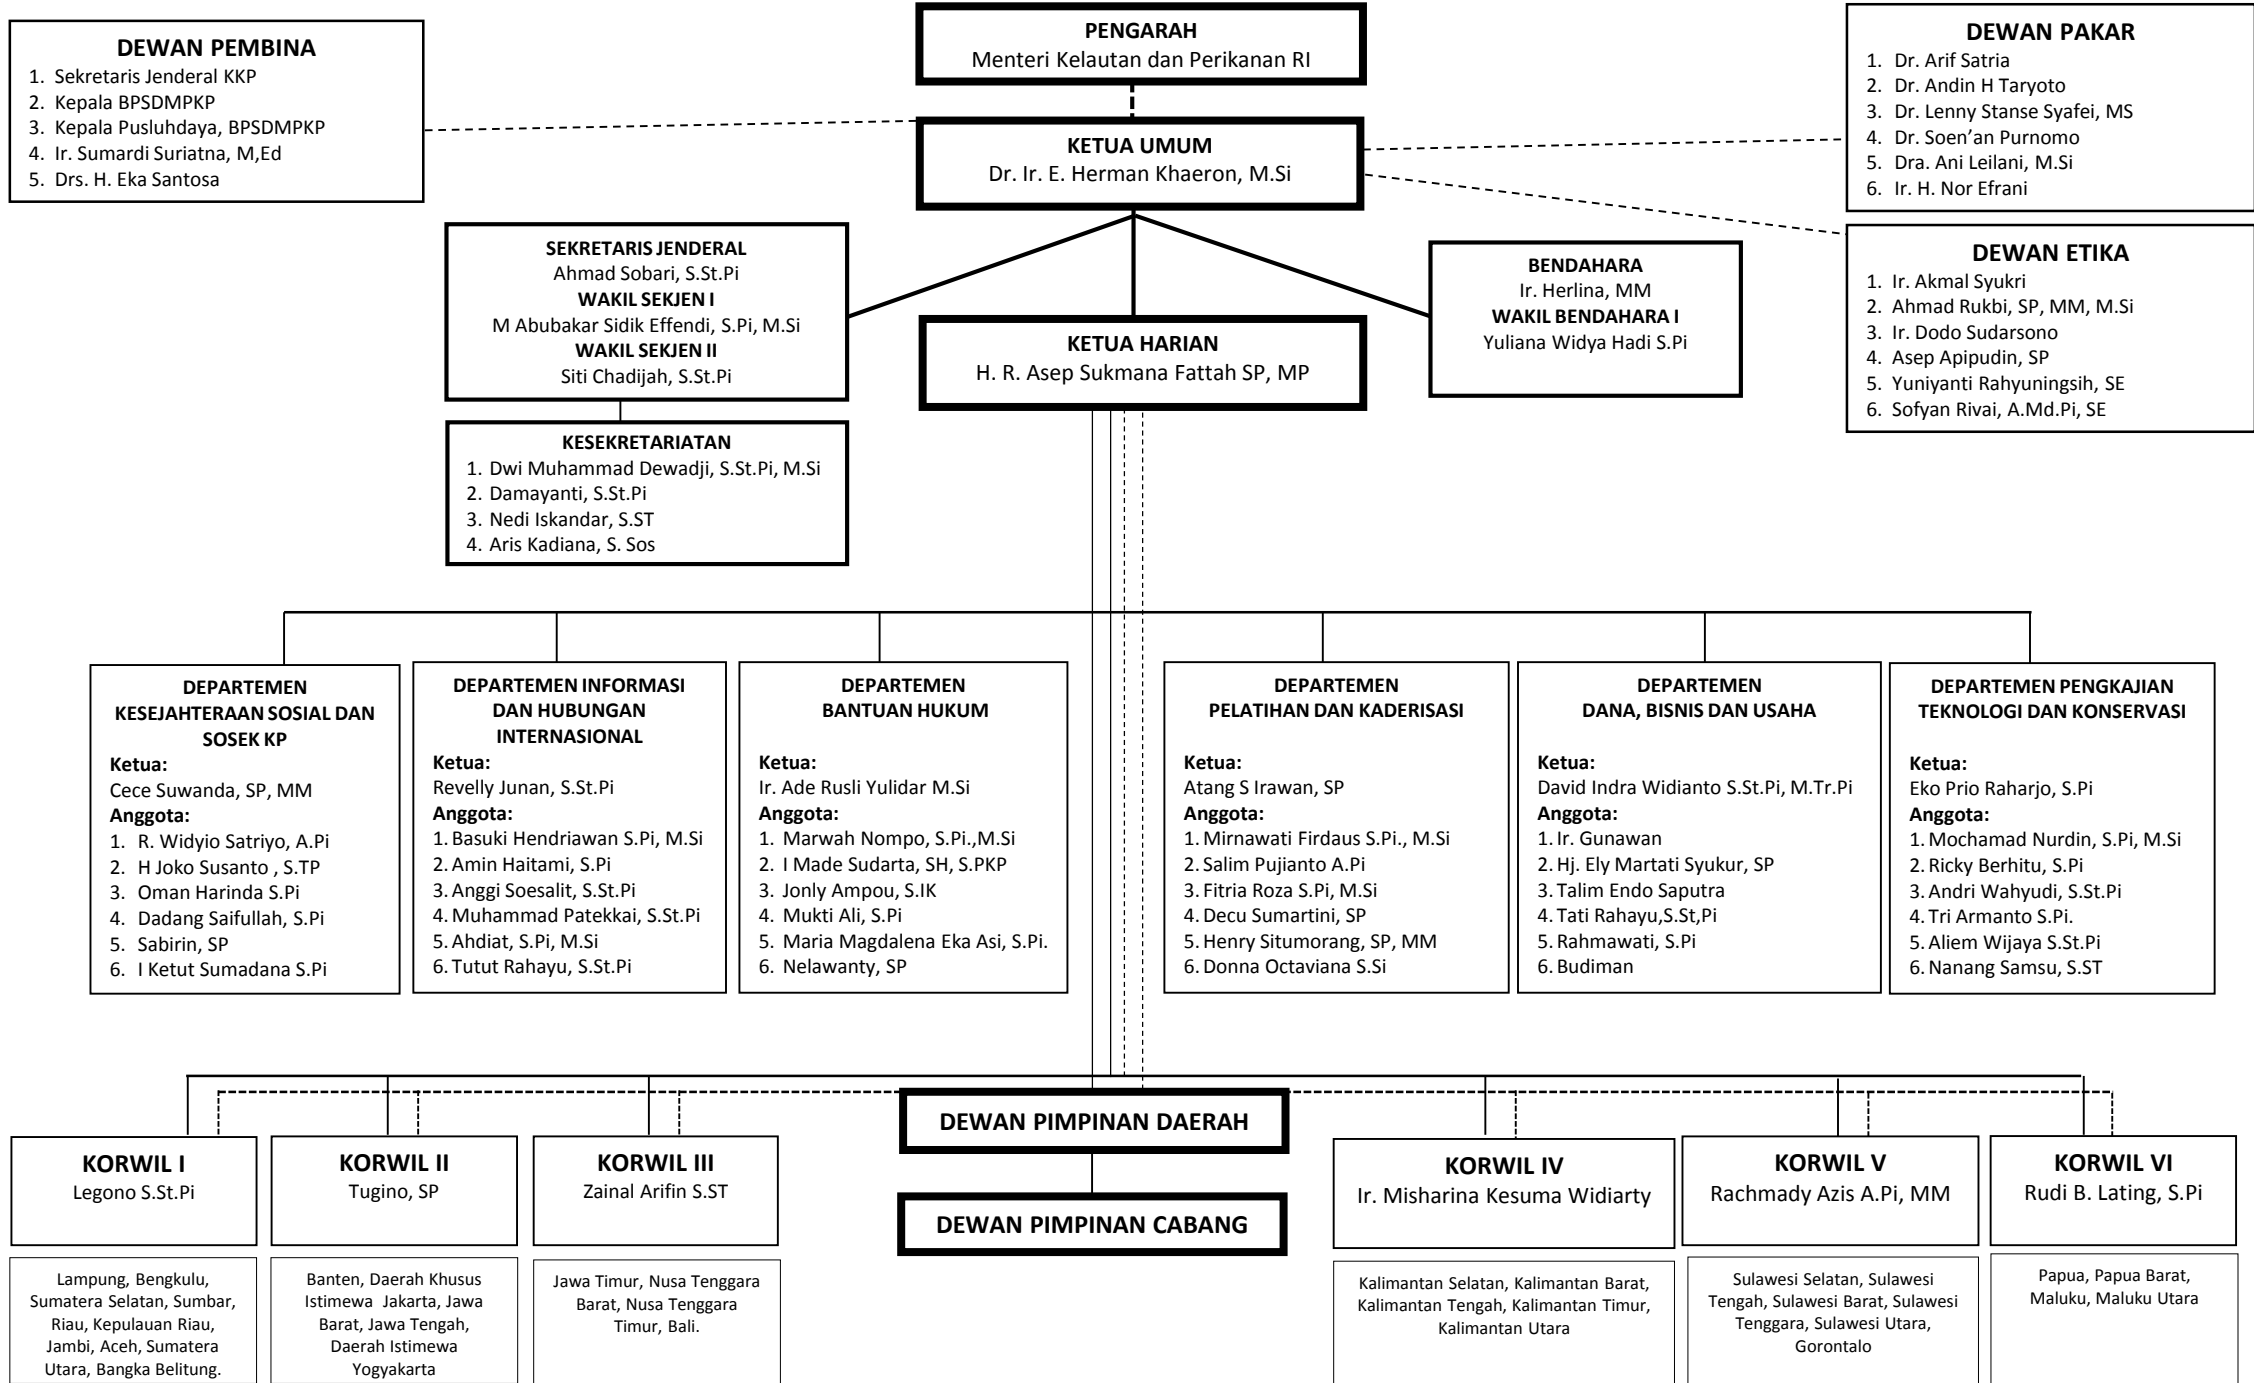 PENGARAH
Menteri Kelautan dan Perikanan RI
DEWAN PEMBINA
1. Sekretaris Jenderal KKP
2. Kepala BPSDMPKP
3. Kepala Pusluhdaya, BPSDMPKP
4. Ir. Sumardi Suriatna, M,Ed
5. Drs. H. Eka Santosa
KETUA UMUM
Dr. Ir. E. Herman Khaeron, M.Si
DEWAN PAKAR
1. Dr. Arif Satria
2. Dr. Andin H Taryoto
3. Dr. Lenny Stanse Syafei, MS
4. Dr. Soen’an Purnomo
5. Dra. Ani Leilani, M.Si
6. Ir. H. Nor Efrani
SEKRETARIS JENDERAL
Ahmad Sobari, S.St.Pi
WAKIL SEKJEN I
M Abubakar Sidik Effendi, S.Pi, M.Si
WAKIL SEKJEN II
Siti Chadijah, S.St.Pi
KETUA HARIAN
H. R. Asep Sukmana Fattah SP, MP
BENDAHARA
Ir. Herlina, MM
WAKIL BENDAHARA I
Yuliana Widya Hadi S.Pi
DEWAN ETIKA
1. Ir. Akmal Syukri
2. Ahmad Rukbi, SP, MM, M.Si
3. Ir. Dodo Sudarsono
4. Asep Apipudin, SP
5. Yuniyanti Rahyuningsih, SE
6. Sofyan Rivai, A.Md.Pi, SE
KESEKRETARIATAN
1. Dwi Muhammad Dewadji, S.St.Pi, M.Si
2. Damayanti, S.St.Pi
3. Nedi Iskandar, S.ST
4. Aris Kadiana, S. Sos
DEPARTEMEN
KESEJAHTERAAN SOSIAL DAN
SOSEK KP
Ketua:
Cece Suwanda, SP, MM
Anggota:
1. R. Widyio Satriyo, A.Pi
2. H Joko Susanto , S.TP
3. Oman Harinda S.Pi
4. Dadang Saifullah, S.Pi
5. Sabirin, SP
6. I Ketut Sumadana S.Pi
DEPARTEMEN INFORMASI
DAN HUBUNGAN
INTERNASIONAL
Ketua:
Revelly Junan, S.St.Pi
Anggota:
1. Basuki Hendriawan S.Pi, M.Si
2. Amin Haitami, S.Pi
3. Anggi Soesalit, S.St.Pi
4. Muhammad Patekkai, S.St.Pi
5. Ahdiat, S.Pi, M.Si
6. Tutut Rahayu, S.St.Pi
DEPARTEMEN
BANTUAN HUKUM
Ketua:
Ir. Ade Rusli Yulidar M.Si
Anggota:
1. Marwah Nompo, S.Pi.,M.Si
2. I Made Sudarta, SH, S.PKP
3. Jonly Ampou, S.IK
4. Mukti Ali, S.Pi
5. Maria Magdalena Eka Asi, S.Pi.
6. Nelawanty, SP
DEPARTEMEN
PELATIHAN DAN KADERISASI
Ketua:
Atang S Irawan, SP
Anggota:
1. Mirnawati Firdaus S.Pi., M.Si
2. Salim Pujianto A.Pi
3. Fitria Roza S.Pi, M.Si
4. Decu Sumartini, SP
5. Henry Situmorang, SP, MM
6. Donna Octaviana S.Si
DEPARTEMEN
DANA, BISNIS DAN USAHA
Ketua:
David Indra Widianto S.St.Pi, M.Tr.Pi
Anggota:
1. Ir. Gunawan
2. Hj. Ely Martati Syukur, SP
3. Talim Endo Saputra
4. Tati Rahayu,S.St,Pi
5. Rahmawati, S.Pi
6. Budiman
DEPARTEMEN PENGKAJIAN
TEKNOLOGI DAN KONSERVASI
Ketua:
Eko Prio Raharjo, S.Pi
Anggota:
1. Mochamad Nurdin, S.Pi, M.Si
2. Ricky Berhitu, S.Pi
3. Andri Wahyudi, S.St.Pi
4. Tri Armanto S.Pi.
5. Aliem Wijaya S.St.Pi
6. Nanang Samsu, S.ST
DEWAN PIMPINAN DAERAH
DEWAN PIMPINAN CABANG
KORWIL I
Legono S.St.Pi
Lampung, Bengkulu,
Sumatera Selatan, Sumbar,
Riau, Kepulauan Riau,
Jambi, Aceh, Sumatera
Utara, Bangka Belitung.
KORWIL II
Tugino, SP
Banten, Daerah Khusus
Istimewa Jakarta, Jawa
Barat, Jawa Tengah,
Daerah Istimewa
Yogyakarta
KORWIL III
Zainal Arifin S.ST
Jawa Timur, Nusa Tenggara
Barat, Nusa Tenggara
Timur, Bali.
KORWIL IV
Ir. Misharina Kesuma Widiarty
Kalimantan Selatan, Kalimantan Barat,
Kalimantan Tengah, Kalimantan Timur,
Kalimantan Utara
KORWIL V
Rachmady Azis A.Pi, MM
Sulawesi Selatan, Sulawesi
Tengah, Sulawesi Barat, Sulawesi
Tenggara, Sulawesi Utara,
Gorontalo
KORWIL VI
Rudi B. Lating, S.Pi
Papua, Papua Barat,
Maluku, Maluku Utara